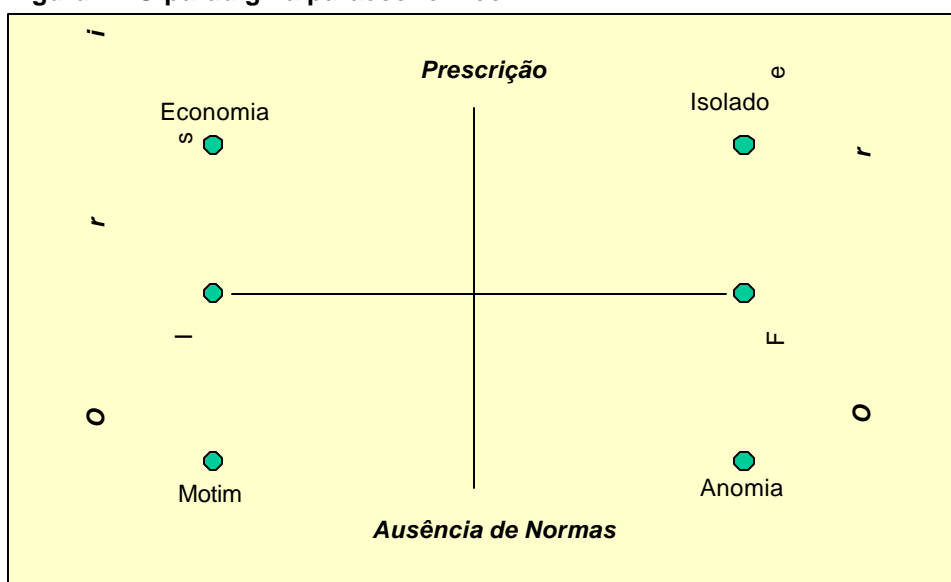 i
Prescrição
e
Economia
Isolado
s
r
r
I
F
O
O
Motim
Anomia
Ausência de Normas